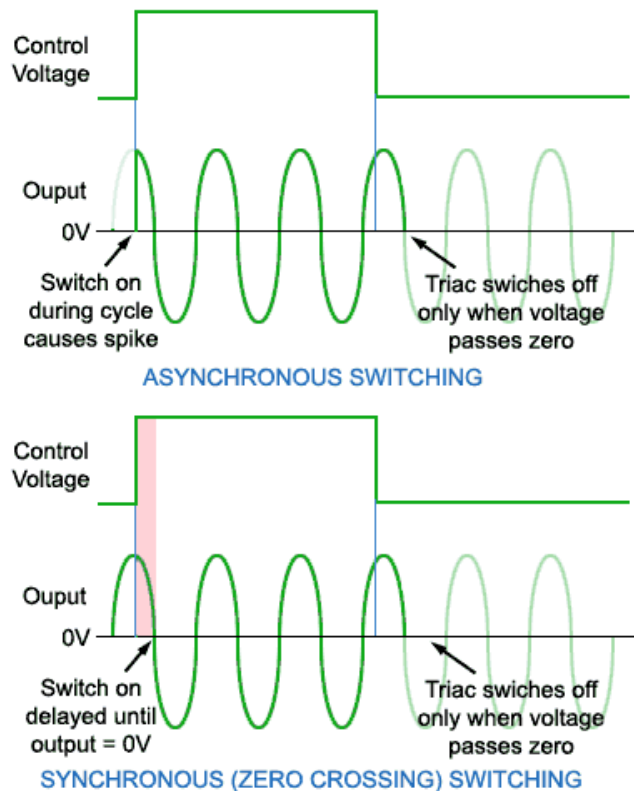 Control
Voltage
Ouput
0V
Switch on
during cycle
causes spike
Triac swiches off
only when voltage
passes zero
ASYNCHRONOUS SWITCHING
Control
Voltage
Ouput
0V
Switch on
delayed until
output = 0V
Triac swiches off
only when voltage
passes zero
SYNCHRONOUS (ZERO CROSSING) SWITCHING